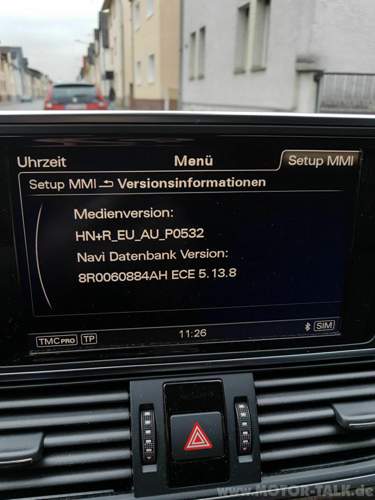 Uhrzeit Menü Setup MMI
Setup MMI Versionsinformationen
Medienversion:
HN+R_EU_AU_P0532
Navi Datenbank Version:
8R0060884AH ECE 5.13.8
TMC PRO TP 11:26 SIM
www.MOTOR-TALK.de